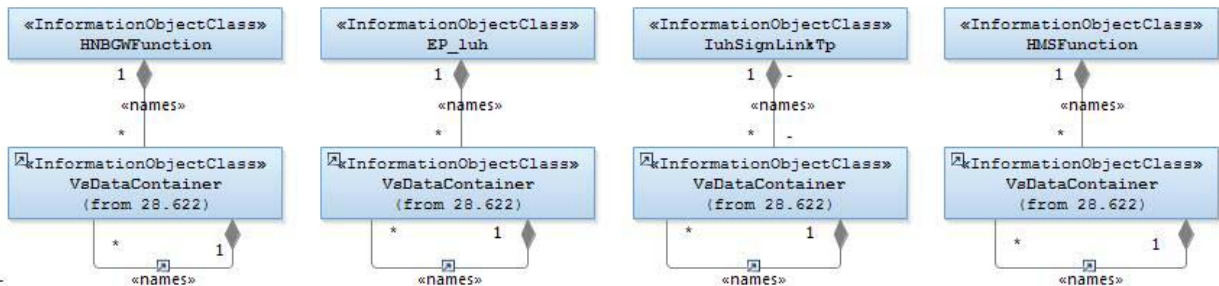 «InformationObjectClass» «InformationObjectClass» «InformationObjectClass» «InformationObjectClass»
HNBGWFunction EP_luh IuhSignLinkTp HMSFunction
1 1 1 - 1
«names» «names» «names» «names»
* * * - *
«InformationObjectClass» «InformationObjectClass» «InformationObjectClass» «InformationObjectClass»
VsDataContainer VsDataContainer VsDataContainer VsDataContainer
(from 28.622) (from 28.622) (from 28.622) (from 28.622)
* 1 * 1 * 1 * 1
«names» «names» «names» «names»